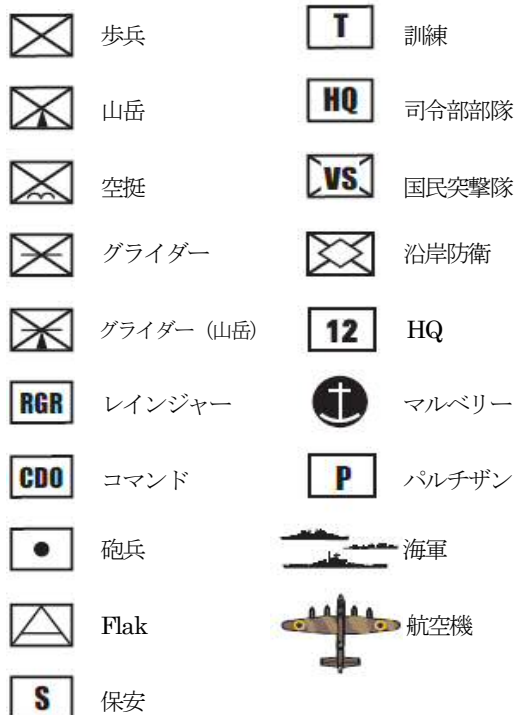 歩兵
山岳
空挺
グライダー
グライダー（山岳）
RGR レインジャー
CDO コマンド
砲兵
Flak
S 保安
T 訓練
HQ 司令部部隊
VS 国民突撃隊
沿岸防衛
12 HQ
マルベリー
P パルチザン
海軍
航空機